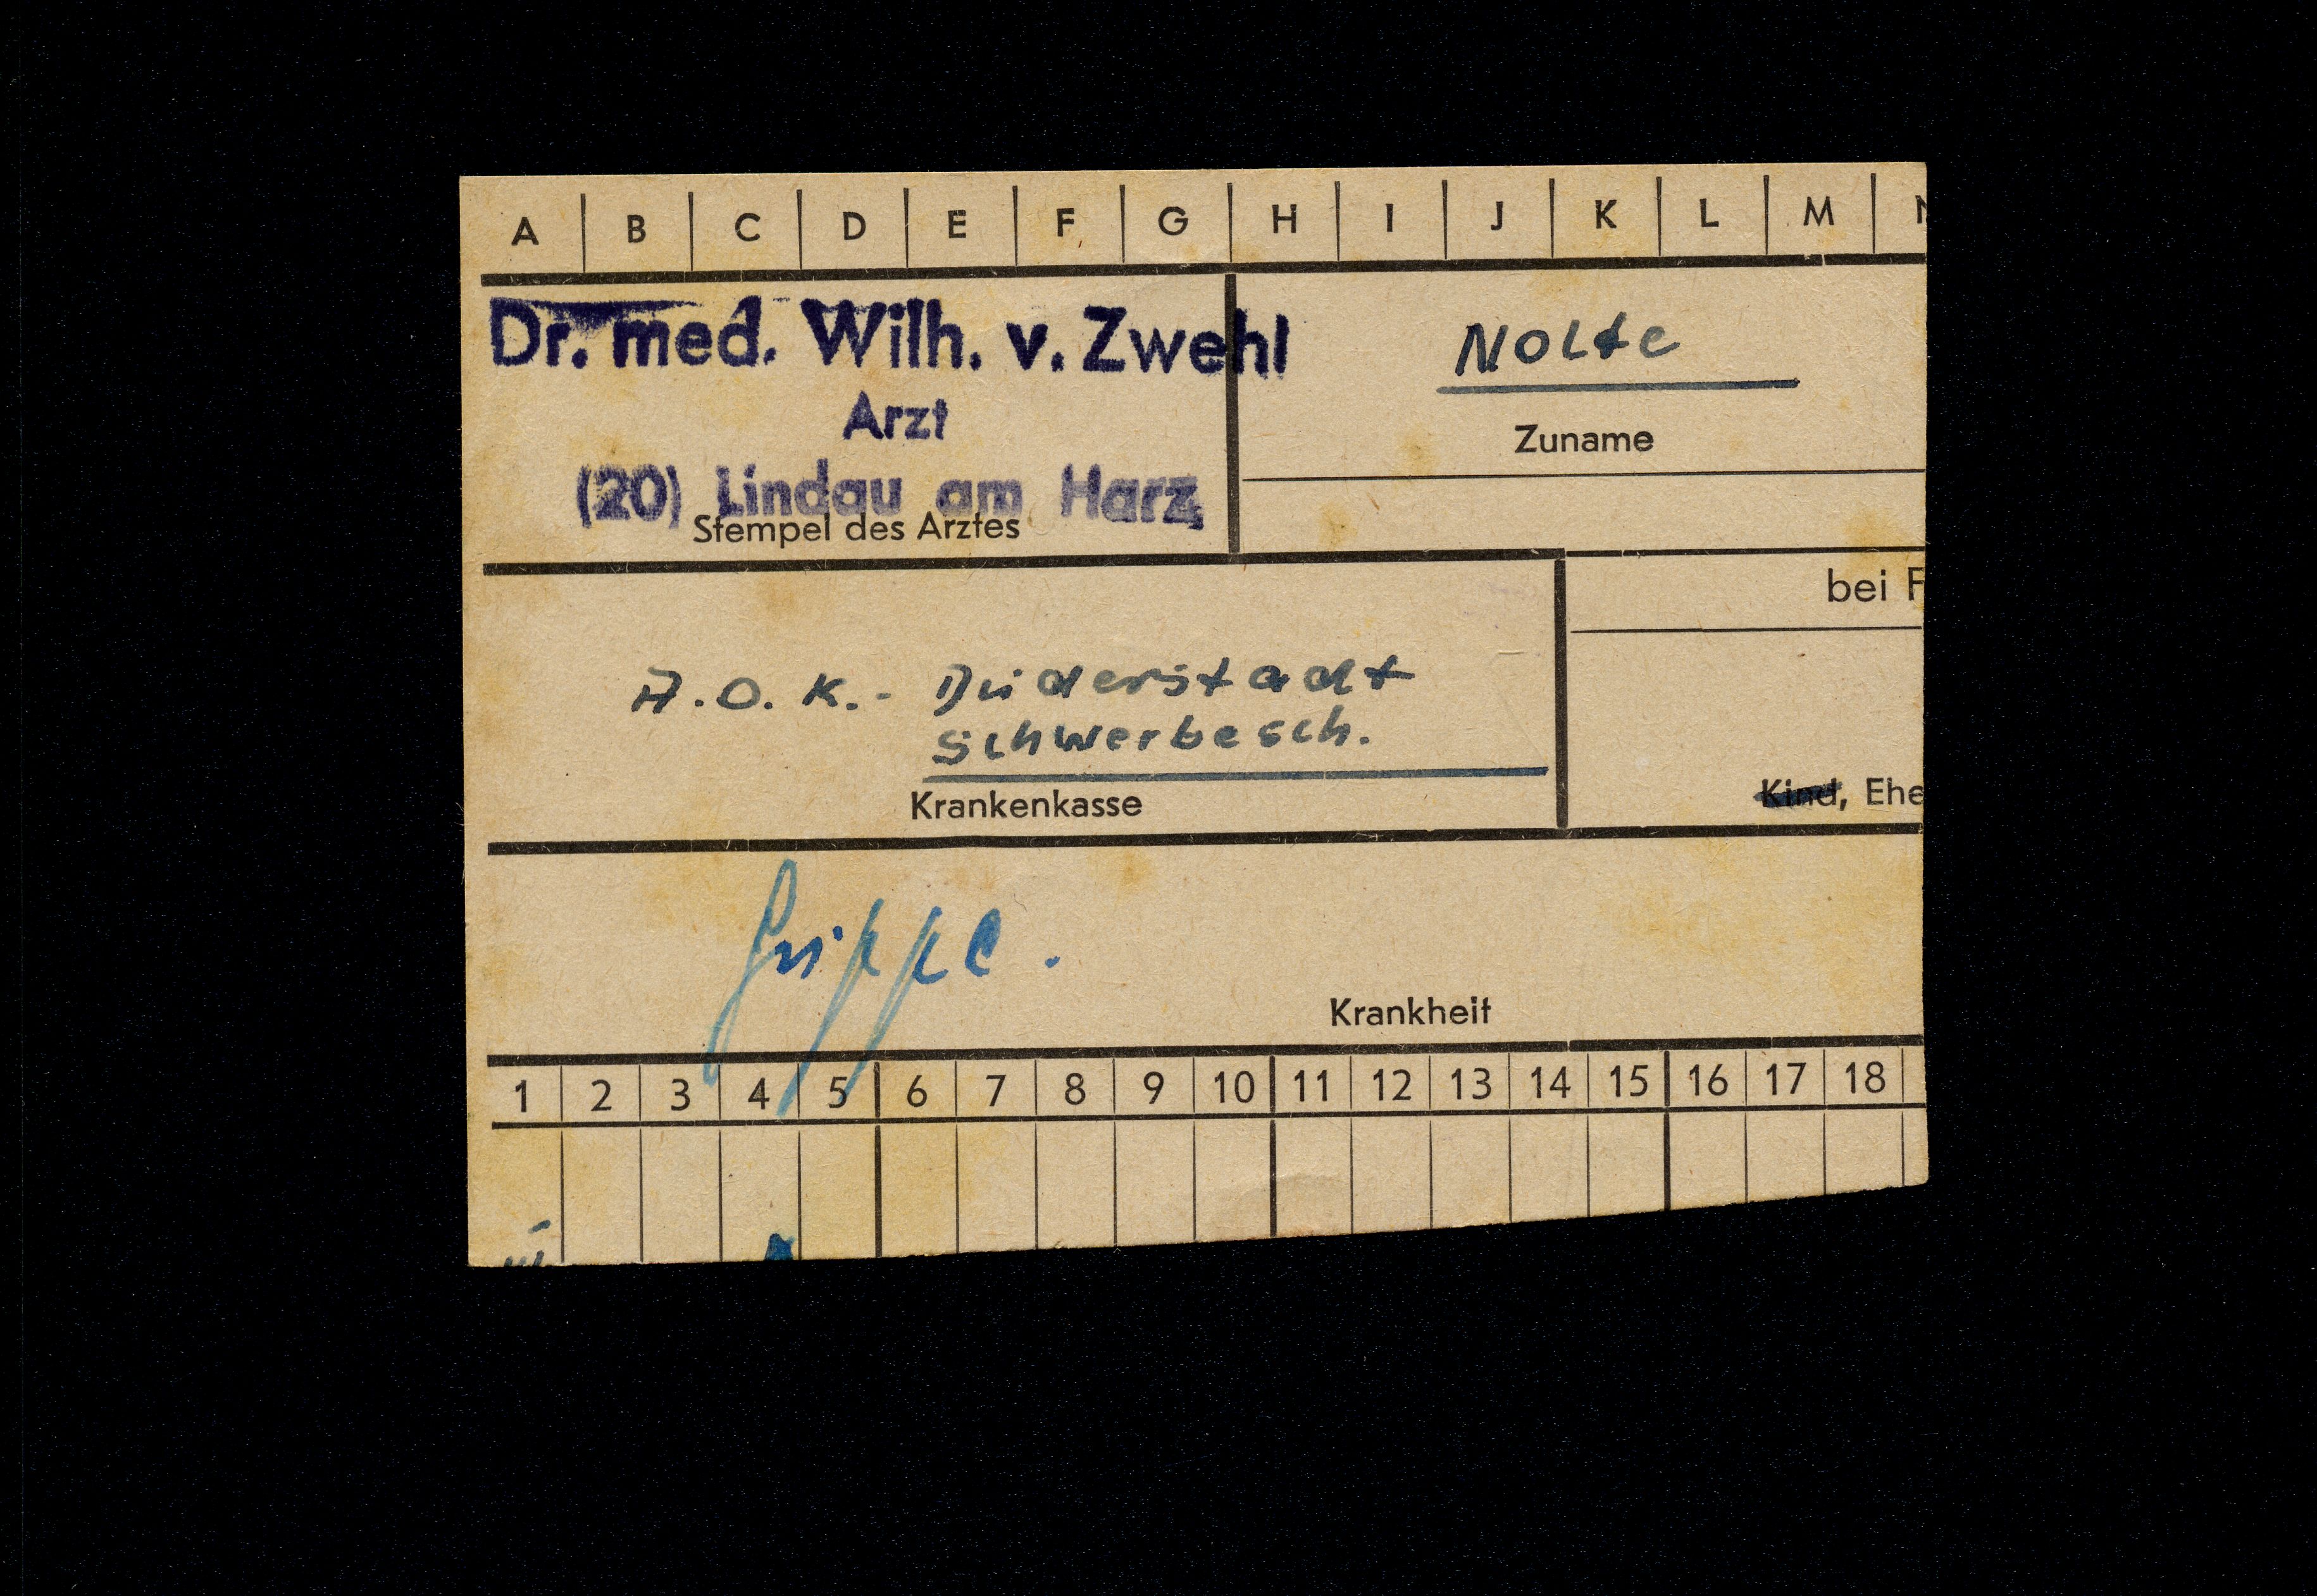 A B C D E F G H I J K L M
Dr. med. Wilh. v. Zwehl
Arzt
(20) Lindau am Harz
Stempel des Arztes
Nolte
Zuname
bei F
A.O.K.- Duderstadt
Schwerbesch.
Krankenkasse
Kind, Ehe
Grippe.
Krankheit
1 2 3 4 5 6 7 8 9 10 11 12 13 14 15 16 17 18